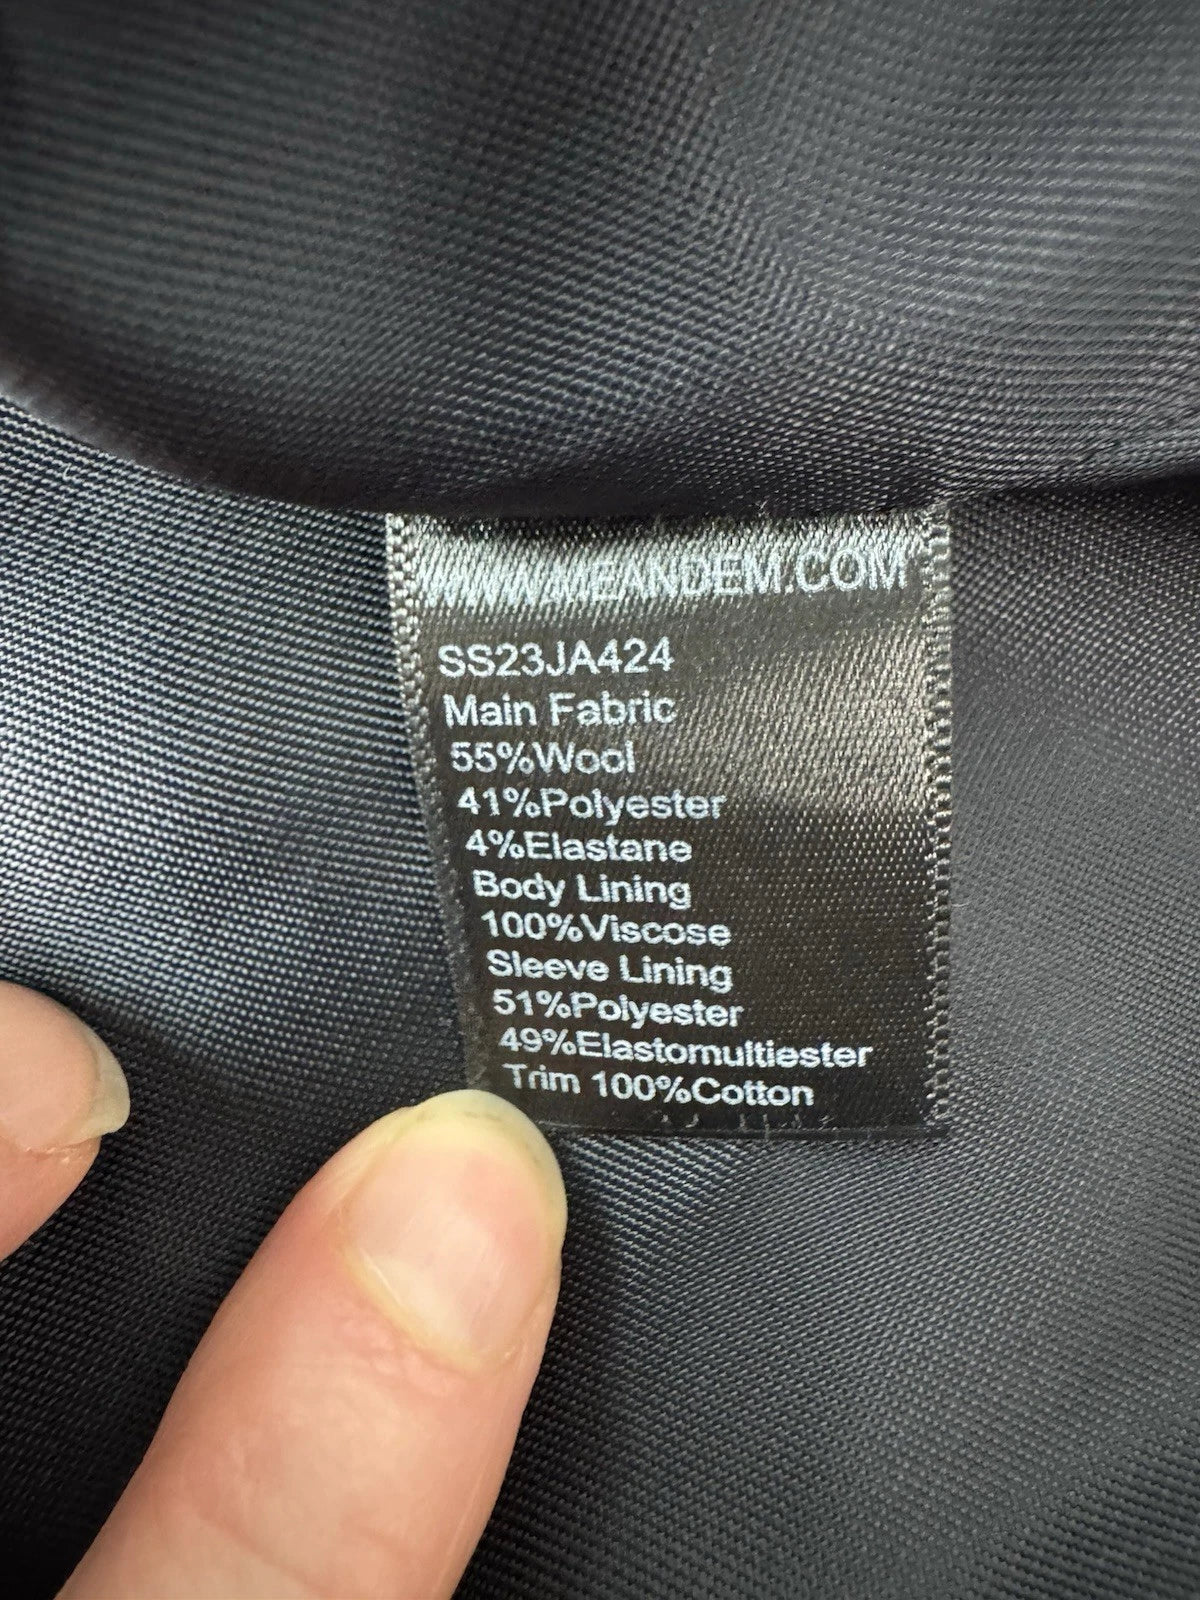 WWW.MEANDEM.COM
SS23JA424
Main Fabric
55%Wool
41%Polyester
4%Elastane
Body Lining
100%Viscose
Sleeve Lining
51%Polyester
49%Elastomultiester
Trim 100%Cotton